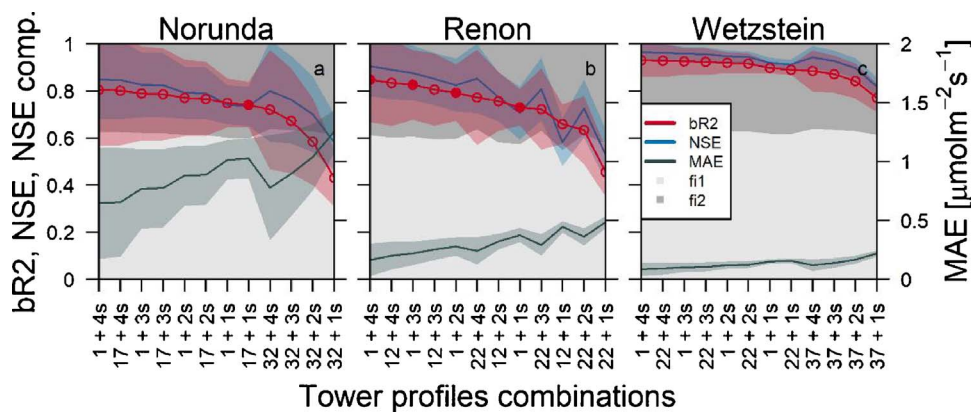 Norunda
Renon
Wetzstein
bR2, NSE, NSE comp.
1
0.8
0.6
0.4
0.2
0
a
b
c
bR2
NSE
MAE
fi1
fi2
2
1.5
1
0.5
0
MAE [µmolm⁻²s⁻¹]
1 + 4s
17 + 4s
1 + 3s
17 + 3s
1 + 2s
17 + 2s
1 + 1s
17 + 1s
32 + 4s
32 + 3s
32 + 2s
32 + 1s
1 + 4s
12 + 4s
1 + 3s
12 + 3s
1 + 2s
22 + 4s
12 + 2s
1 + 1s
22 + 3s
12 + 1s
22 + 2s
22 + 1s
1 + 4s
22 + 4s
1 + 3s
22 + 3s
1 + 2s
22 + 2s
1 + 1s
22 + 1s
37 + 4s
37 + 3s
37 + 2s
37 + 1s
Tower profiles combinations